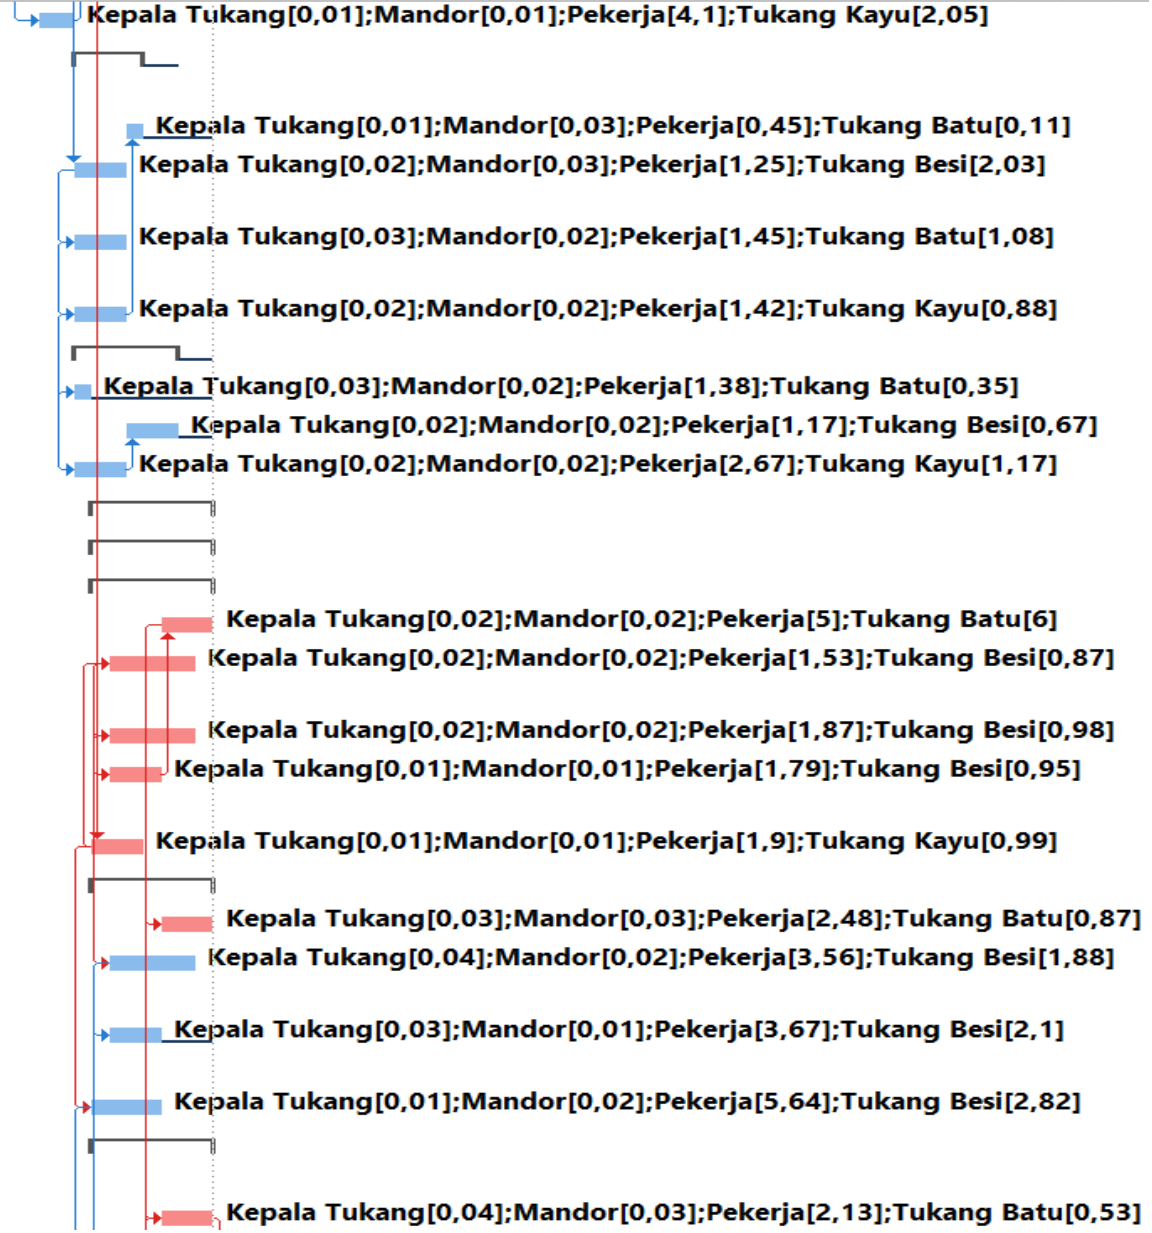 Kepala Tukang[0,01];Mandor[0,01];Pekerja[4,1];Tukang Kayu[2,05]
Kepala Tukang[0,01];Mandor[0,03];Pekerja[0,45];Tukang Batu[0,11]
Kepala Tukang[0,02];Mandor[0,03];Pekerja[1,25];Tukang Besi[2,03]
Kepala Tukang[0,03];Mandor[0,02];Pekerja[1,45];Tukang Batu[1,08]
Kepala Tukang[0,02];Mandor[0,02];Pekerja[1,42];Tukang Kayu[0,88]
Kepala Tukang[0,03];Mandor[0,02];Pekerja[1,38];Tukang Batu[0,35]
Kepala Tukang[0,02];Mandor[0,02];Pekerja[1,17];Tukang Besi[0,67]
Kepala Tukang[0,02];Mandor[0,02];Pekerja[2,67];Tukang Kayu[1,17]
Kepala Tukang[0,02];Mandor[0,02];Pekerja[5];Tukang Batu[6]
Kepala Tukang[0,02];Mandor[0,02];Pekerja[1,53];Tukang Besi[0,87]
Kepala Tukang[0,02];Mandor[0,02];Pekerja[1,87];Tukang Besi[0,98]
Kepala Tukang[0,01];Mandor[0,01];Pekerja[1,79];Tukang Besi[0,95]
Kepala Tukang[0,01];Mandor[0,01];Pekerja[1,9];Tukang Kayu[0,99]
Kepala Tukang[0,03];Mandor[0,03];Pekerja[2,48];Tukang Batu[0,87]
Kepala Tukang[0,04];Mandor[0,02];Pekerja[3,56];Tukang Besi[1,88]
Kepala Tukang[0,03];Mandor[0,01];Pekerja[3,67];Tukang Besi[2,1]
Kepala Tukang[0,01];Mandor[0,02];Pekerja[5,64];Tukang Besi[2,82]
Kepala Tukang[0,04];Mandor[0,03];Pekerja[2,13];Tukang Batu[0,53]